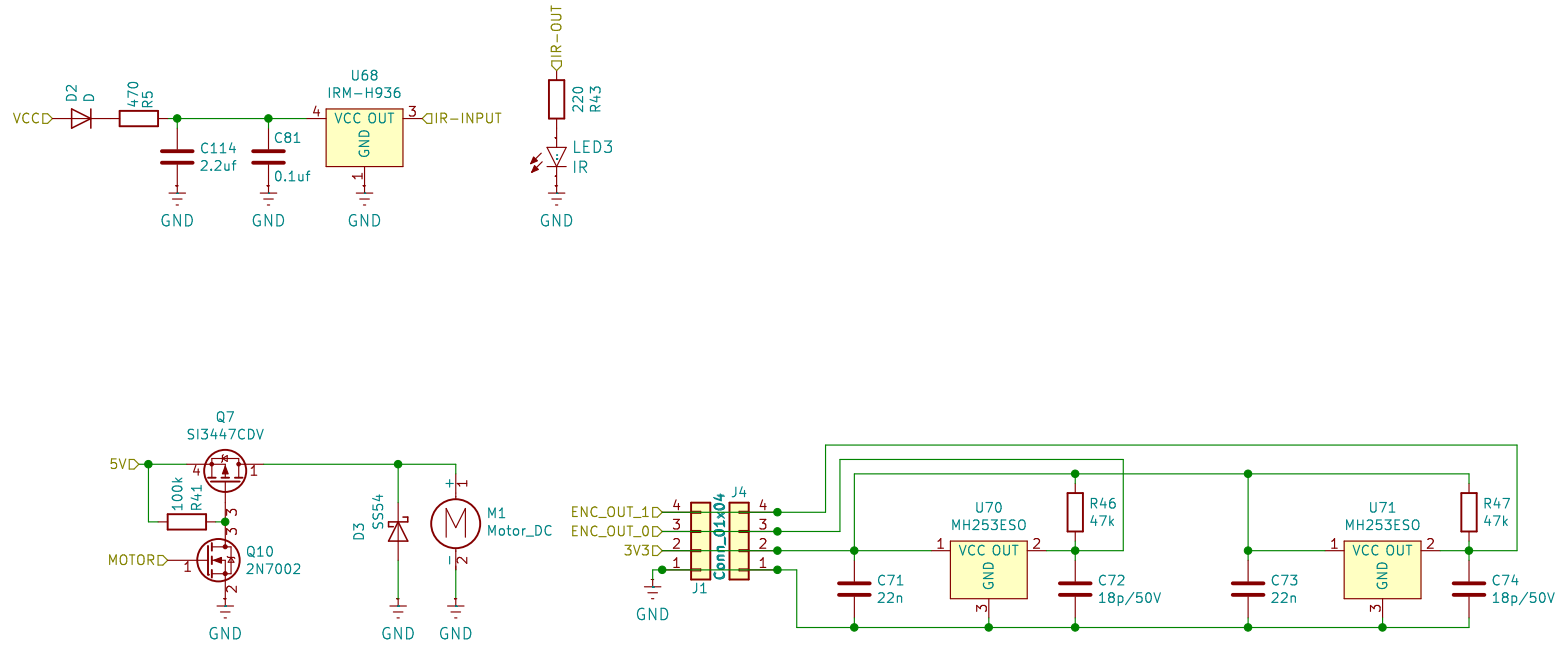 IR-OUT
D2
D
470
R5
U68
IRM-H936
220
R43
VCC
4
VCC OUT
GND
3
IR-INPUT
1
C114
2.2uf
C81
0.1uf
LED3
IR
GND
GND
GND
GND
Q7
SI3447CDV
5V
4
1
100k
R41
3
3
MOTOR
1
Q10
2N7002
2
GND
D3
SS54
GND
+
1
M
M1
Motor_DC
-
2
GND
ENC_OUT_1
ENC_OUT_0
3V3
4
3
2
1
J1
GND
Conn_01x04
J4
4
3
2
1
C71
22n
U70
MH253ESO
1
VCC OUT
GND
2
3
R46
47k
C72
18p/50V
C73
22n
U71
MH253ESO
1
VCC OUT
GND
2
3
R47
47k
C74
18p/50V